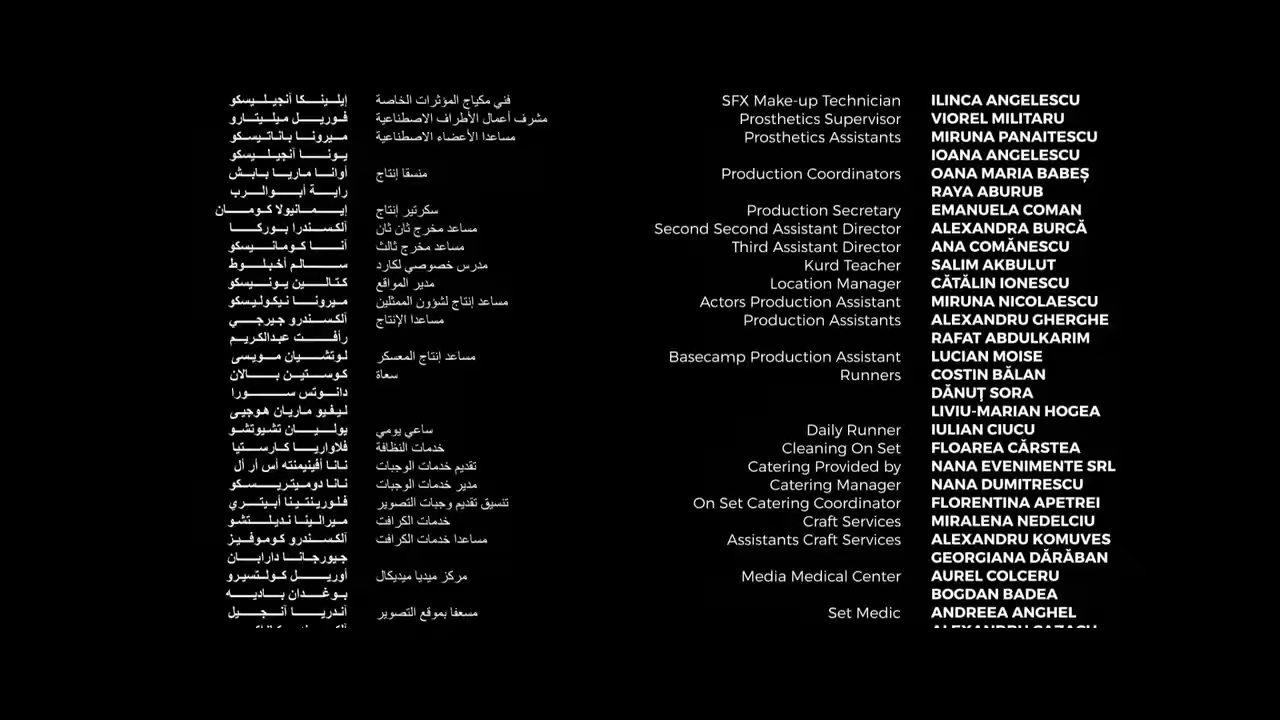 إيلينكا أنجيليسكو فني مكياج المؤثرات الخاصة SFX Make-up Technician ILINCA ANGELESCU
فوريل ميليتارو مشرف أعمال الأطراف الاصطناعية Prosthetics Supervisor VIOREL MILITARU
ميرونا باناتيسكو مساعدا الأعضاء الاصطناعية Prosthetics Assistants MIRUNA PANAITESCU
يونا أنجيليسكو IOANA ANGELESCU
أوانا ماريا بابش منسقا إنتاج Production Coordinators OANA MARIA BABEȘ
راية أبوالرب RAYA ABURUB
إيمانيولا كومان سكرتير إنتاج Production Secretary EMANUELA COMAN
ألكسندرا بوركا مساعد مخرج ثان ثان Second Second Assistant Director ALEXANDRA BURCĂ
أنا كومانيسكو مساعد مخرج ثالث Third Assistant Director ANA COMĂNESCU
سالم أخبلوط مدرس خصوصي لكارد Kurd Teacher SALIM AKBULUT
كتالين يونيسكو مدير المواقع Location Manager CĂTĂLIN IONESCU
ميرونا نيكوليسكو مساعد إنتاج لشؤون الممثلين Actors Production Assistant MIRUNA NICOLAESCU
ألكسندرو جيرجي مساعدا الإنتاج Production Assistants ALEXANDRU GHERGHE
رأفت عبدالكريم RAFAT ABDULKARIM
لوتشيان مويسى مساعد إنتاج المعسكر Basecamp Production Assistant LUCIAN MOISE
كوستين بالان سعاة Runners COSTIN BĂLAN
دانوتس سورا DĂNUȚ SORA
ليفيو ماريان هوجيى LIVIU-MARIAN HOGEA
يوليان تشيوتشو ساعي يومي Daily Runner IULIAN CIUCU
فلاواريا كارستيا خدمات النظافة Cleaning On Set FLOAREA CĂRSTEA
نانا أفينيمنته أس أر أل تقديم خدمات الوجبات Catering Provided by NANA EVENIMENTE SRL
نانا دوميتريسكو مدير خدمات الوجبات Catering Manager NANA DUMITRESCU
فلورينتينا أبيتري تنسيق تقديم وجبات التصوير On Set Catering Coordinator FLORENTINA APETREI
ميرالينا نديلتشو خدمات الكرافت Craft Services MIRALENA NEDELCIU
ألكسندرو كوموفيز مساعدا خدمات الكرافت Assistants Craft Services ALEXANDRU KOMUVES
جيورجانا دارابان GEORGIANA DĂRĂBAN
أوريل كولتسيرو مركز ميديا ميديكال Media Medical Center AUREL COLCERU
بوغدان باديه BOGDAN BADEA
أندريا أنجيل مسعفا بموقع التصوير Set Medic ANDREEA ANGHEL